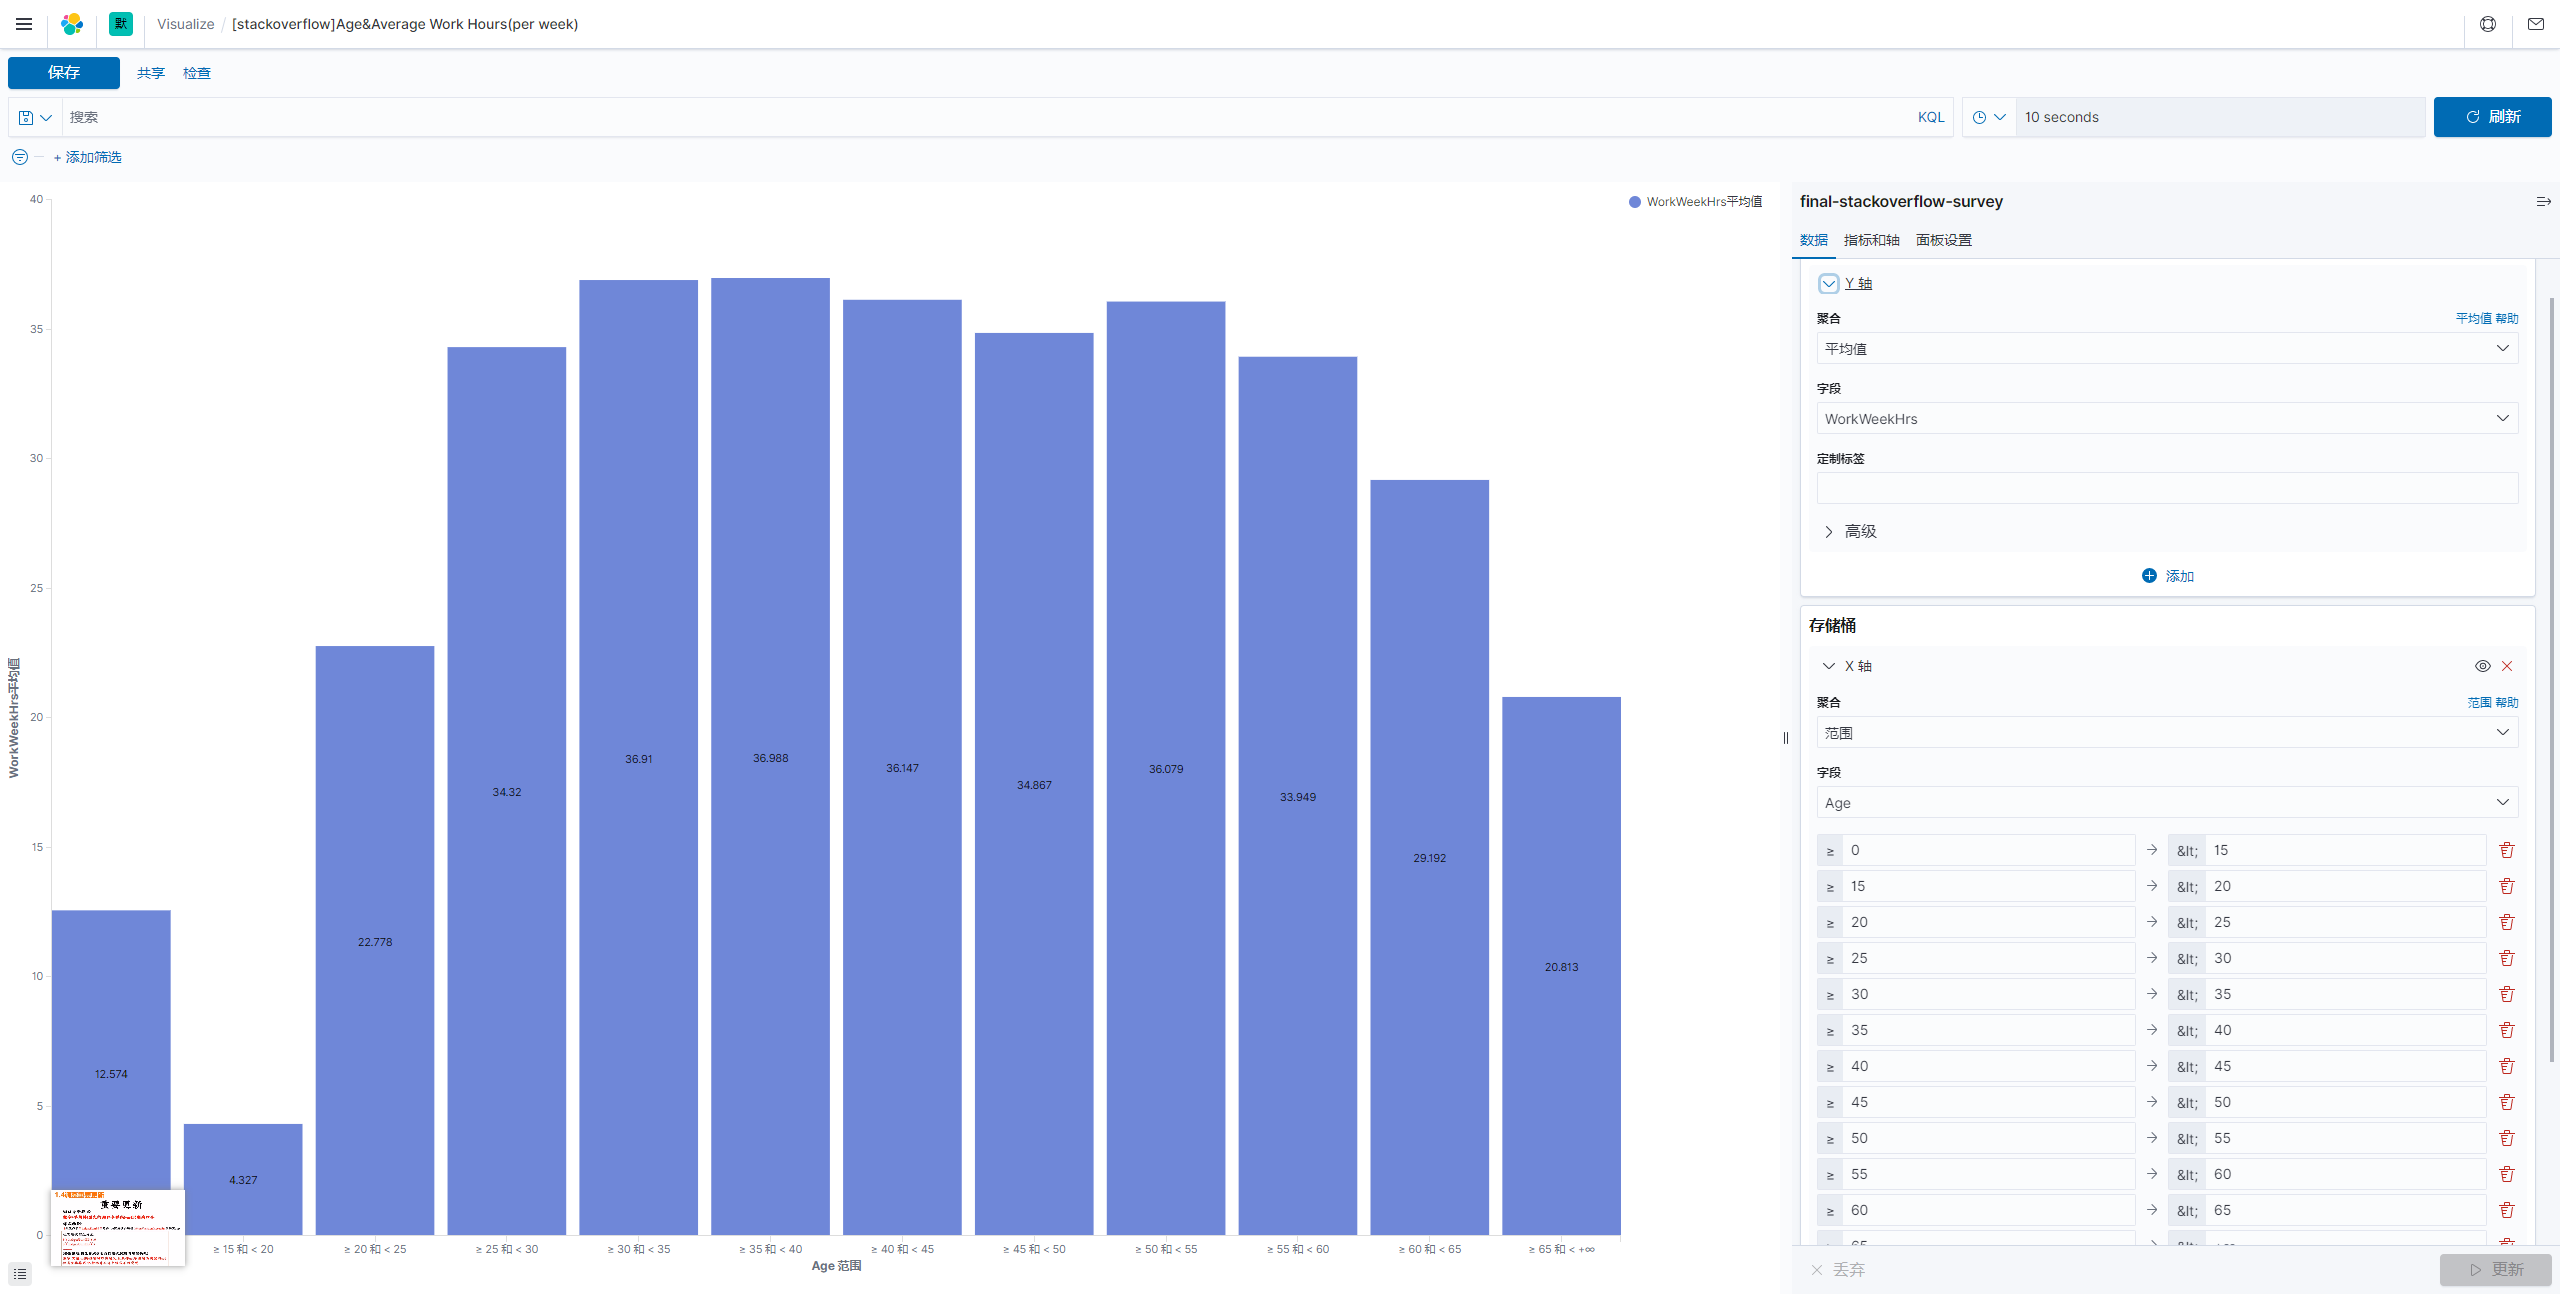 默 Visualize / [stackoverflow]Age&Average Work Hours(per week)
保存 共享 检查
搜索 KQL 10 seconds 刷新
+ 添加筛选
WorkWeekHrs平均值
40
35
30
25
20
15
10
5
0
WorkWeekHrs平均值
12.574
4.327
22.778
34.32
36.91
36.988
36.147
34.867
36.079
33.949
29.192
20.813
≥ 15 和 < 20
≥ 20 和 < 25
≥ 25 和 < 30
≥ 30 和 < 35
≥ 35 和 < 40
≥ 40 和 < 45
≥ 45 和 < 50
≥ 50 和 < 55
≥ 55 和 < 60
≥ 60 和 < 65
≥ 65 和 < +∞
Age 范围
重要更新
final-stackoverflow-survey
数据 指标和轴 面板设置
Y 轴
聚合 平均值 帮助
平均值
字段
WorkWeekHrs
定制标签
高级
添加
存储桶
X 轴
聚合 范围 帮助
范围
字段
Age
≥ 0 → &lt; 15
≥ 15 → &lt; 20
≥ 20 → &lt; 25
≥ 25 → &lt; 30
≥ 30 → &lt; 35
≥ 35 → &lt; 40
≥ 40 → &lt; 45
≥ 45 → &lt; 50
≥ 50 → &lt; 55
≥ 55 → &lt; 60
≥ 60 → &lt; 65
丢弃 更新